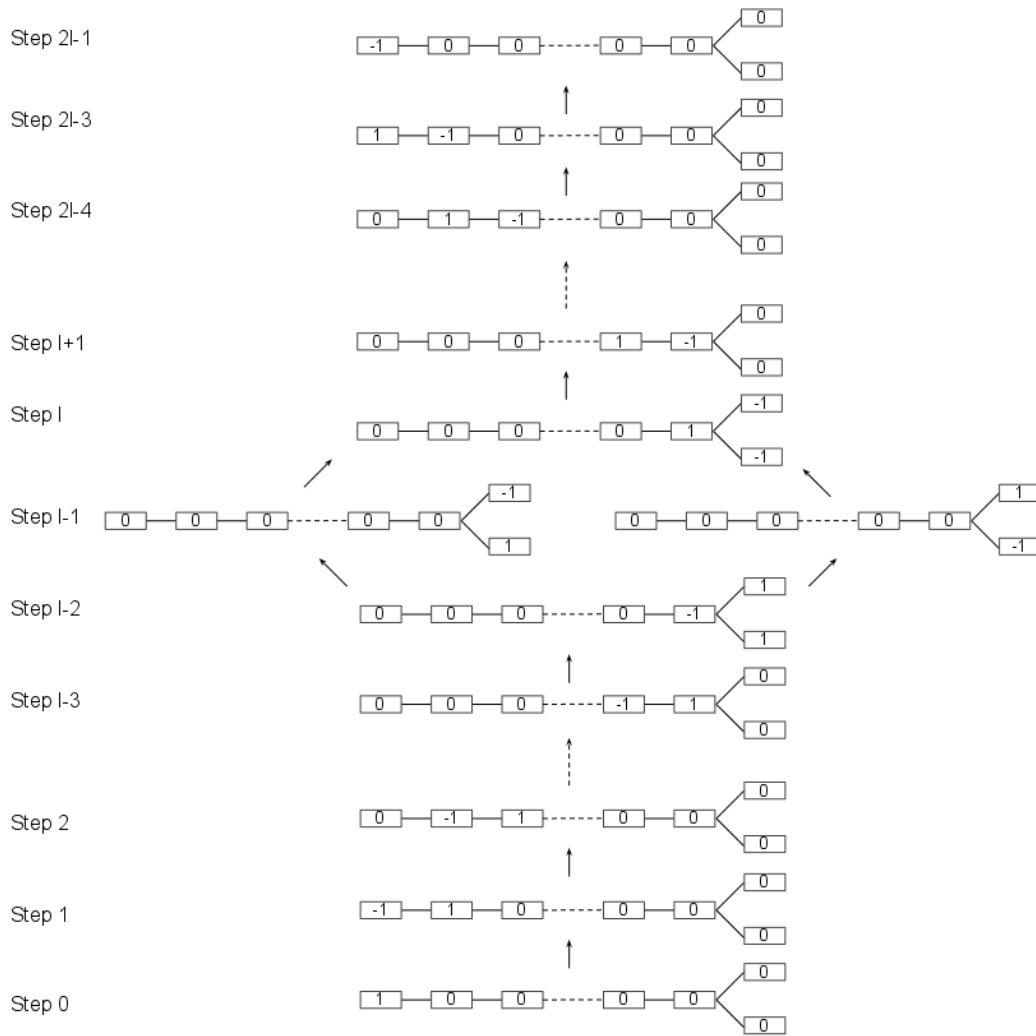 0
Step 2l-1
-1 0 0 0 0
0
0
Step 2l-3
1 -1 0 0 0
0
0
Step 2l-4
0 1 -1 0 0
0
0
Step l+1
0 0 0 1 -1
0
-1
Step l
0 0 0 0 1
-1
-1 1
Step l-1
0 0 0 0 0 0 0 0 0 0
1 -1
1
Step l-2
0 0 0 0 -1
1
0
Step l-3
0 0 0 -1 1
0
0
Step 2
0 -1 1 0 0
0
0
Step 1
-1 1 0 0 0
0
0
Step 0
1 0 0 0 0
0